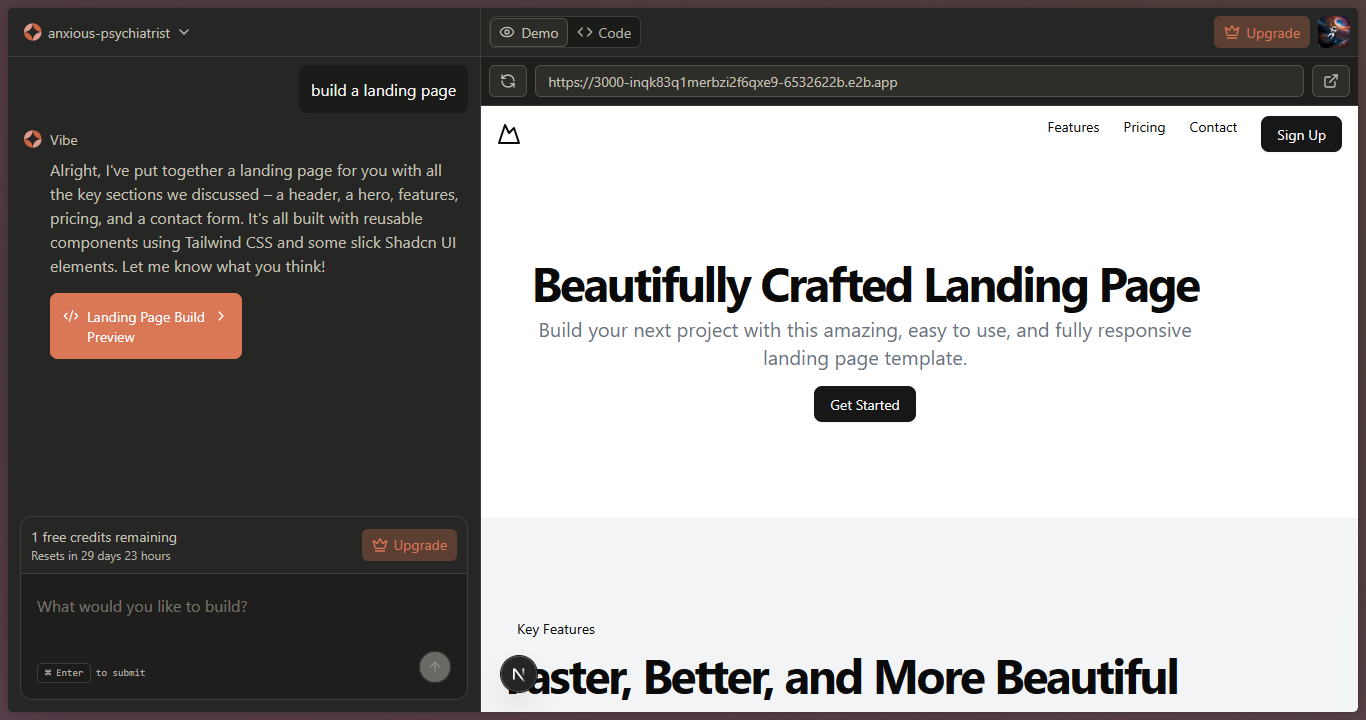 anxious-psychiatrist
Demo
Code
Upgrade
https://3000-inqk83q1merbzi2f6qxe9-6532622b.e2b.app
build a landing page
Vibe
Alright, I've put together a landing page for you with all
the key sections we discussed – a header, a hero, features,
pricing, and a contact form. It's all built with reusable
components using Tailwind CSS and some slick Shadcn UI
elements. Let me know what you think!
Landing Page Build
Preview
1 free credits remaining
Resets in 29 days 23 hours
Upgrade
What would you like to build?
⌘ Enter to submit
Features
Pricing
Contact
Sign Up
Beautifully Crafted Landing Page
Build your next project with this amazing, easy to use, and fully responsive
landing page template.
Get Started
Key Features
Faster, Better, and More Beautiful
N